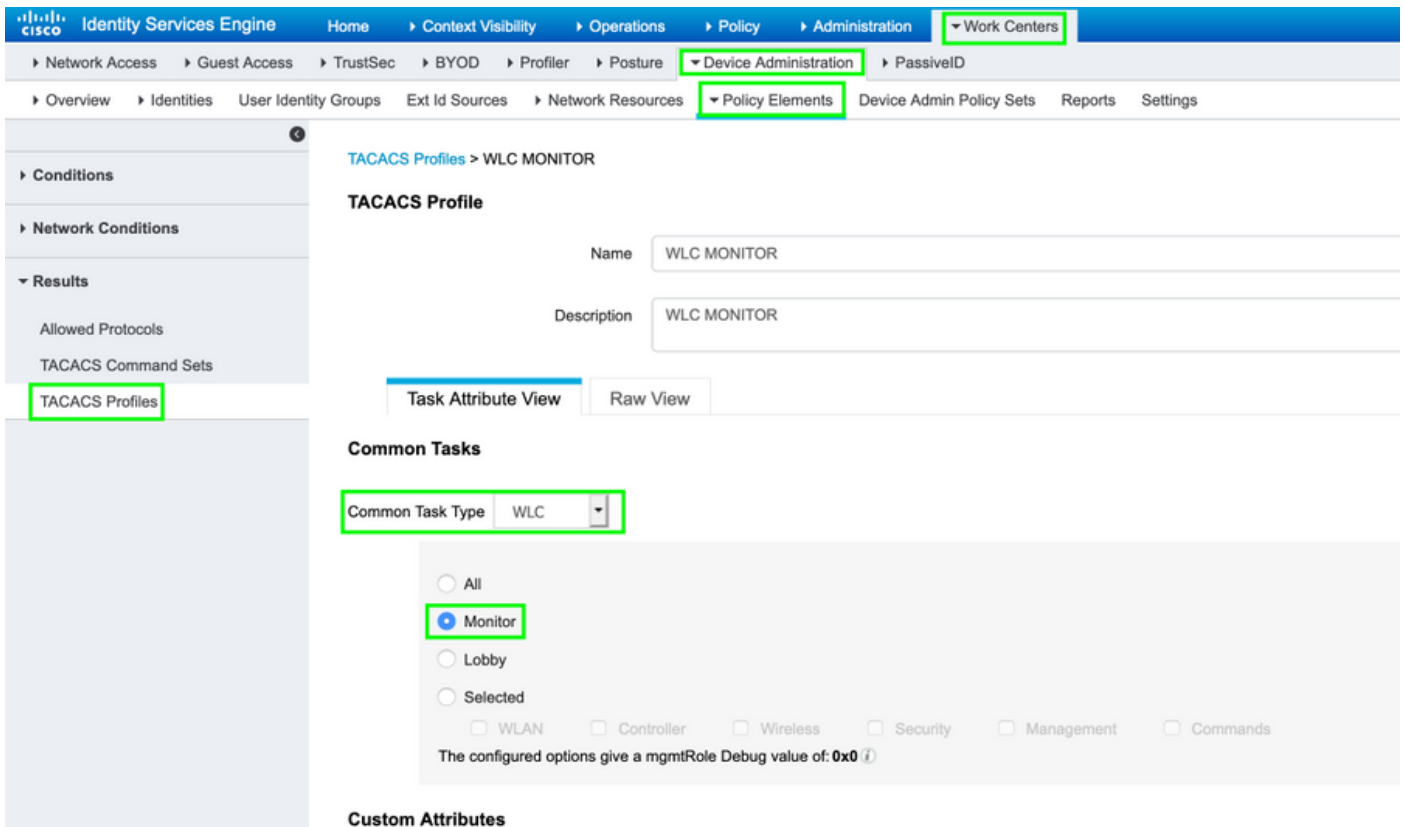 cisco Identity Services Engine Home Context Visibility Operations Policy Administration Work Centers
Network Access Guest Access TrustSec BYOD Profiler Posture Device Administration PassiveID
Overview Identities User Identity Groups Ext Id Sources Network Resources Policy Elements Device Admin Policy Sets Reports Settings
Conditions
Network Conditions
Results
Allowed Protocols
TACACS Command Sets
TACACS Profiles
TACACS Profiles > WLC MONITOR
TACACS Profile
Name WLC MONITOR
Description WLC MONITOR
Task Attribute View Raw View
Common Tasks
Common Task Type WLC
All
Monitor
Lobby
Selected
WLAN Controller Wireless Security Management Commands
The configured options give a mgmtRole Debug value of: 0x0 i
Custom Attributes